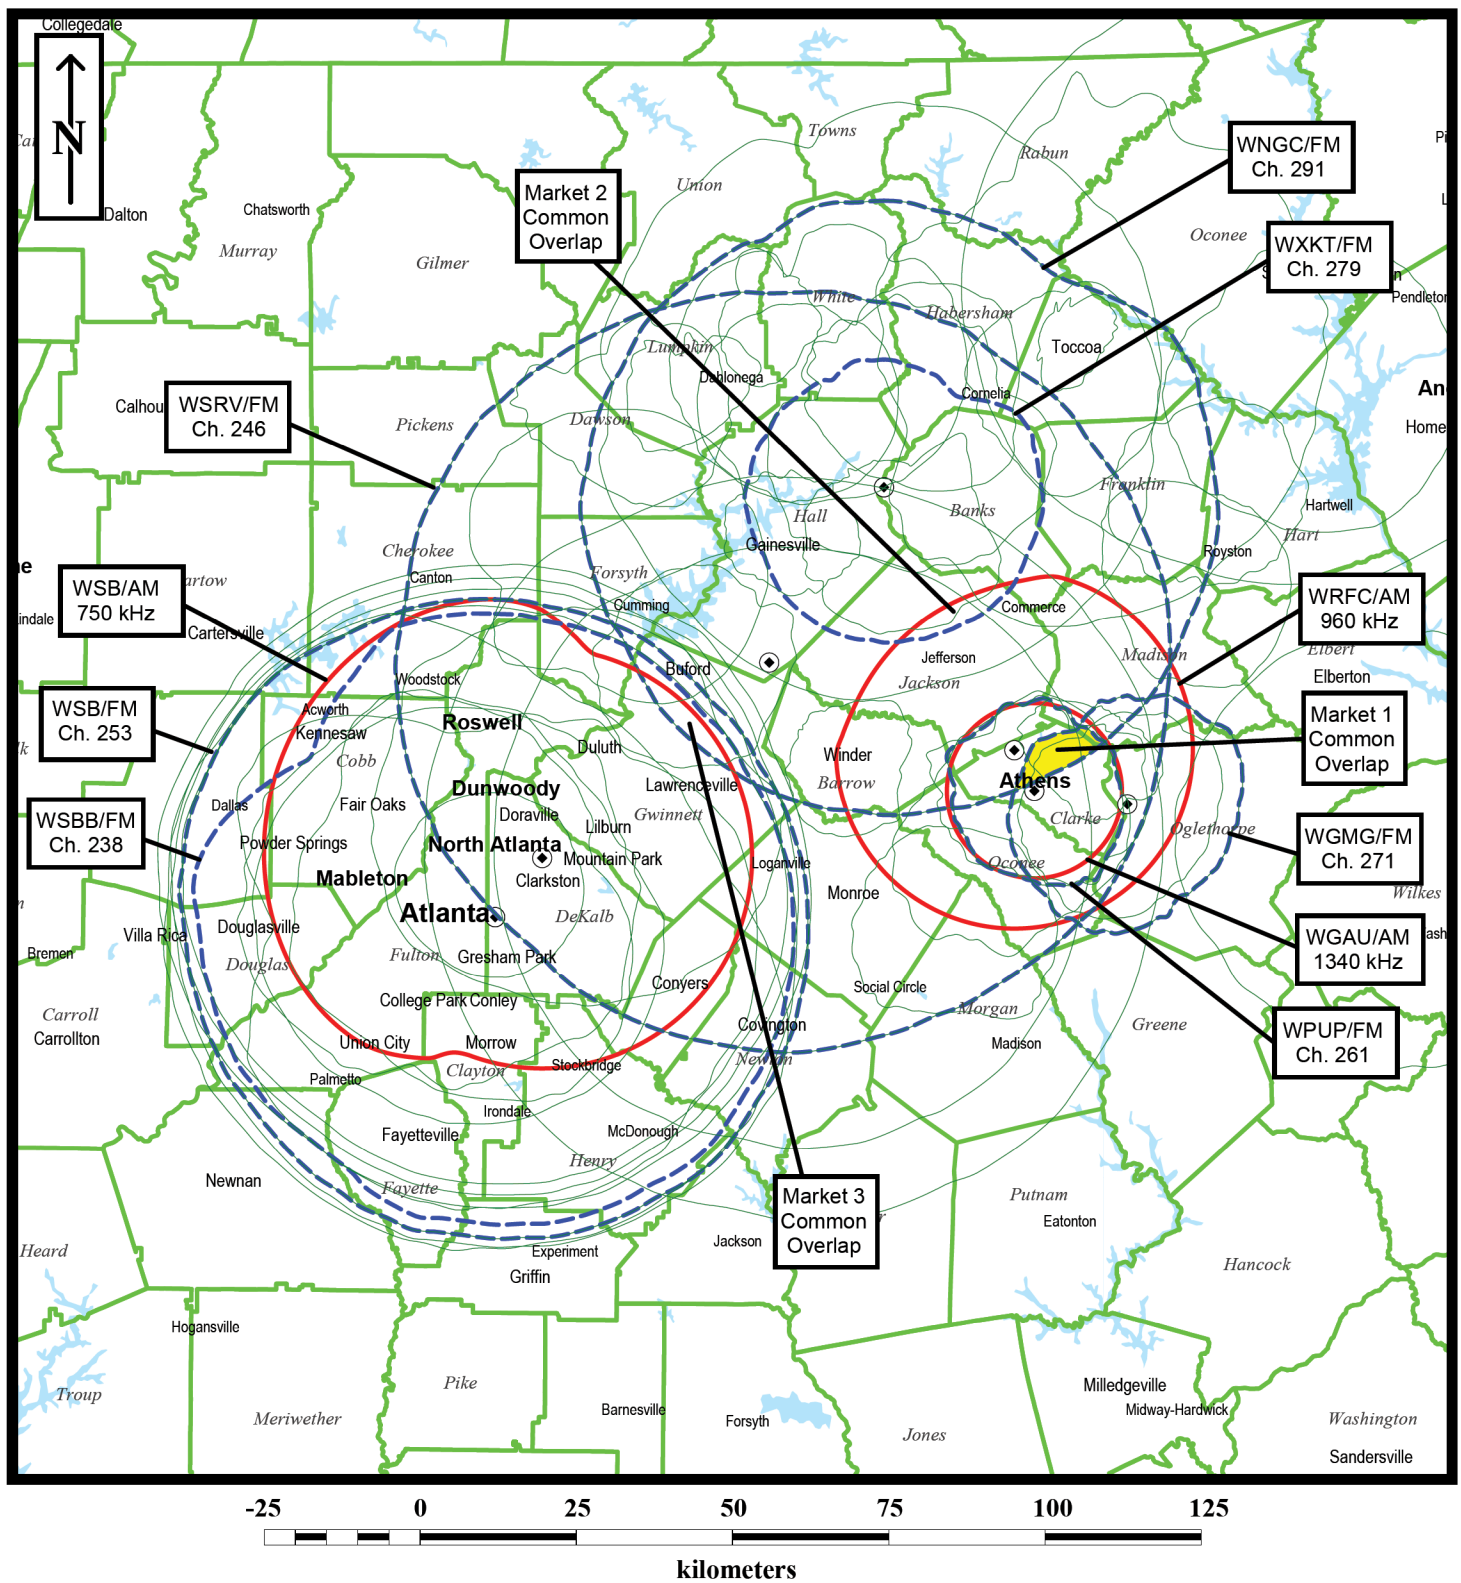 Collegedale
N
Dalton
Chatsworth
Murray
Gilmer
Union
Towns
Rabun
Oconee
Market 2
Common
Overlap
WNGC/FM
Ch. 291
WXKT/FM
Ch. 279
Pendleton
White
Habersham
Lumpkin
Toccoa
Dahlonega
Cornelia
WSRV/FM
Ch. 246
Pickens
Dawson
Franklin
Hartwell
Hart
Banks
Hall
Gainesville
Royston
Cherokee
Canton
Forsyth
Cumming
Commerce
WSB/AM
750 kHz
Cartersville
WRFC/AM
960 kHz
Elbert
Elberton
Madison
Jefferson
Jackson
Buford
Woodstock
WSB/FM
Ch. 253
Acworth
Kennesaw
Roswell
Cobb
Duluth
Winder
Barrow
Athens
Market 1
Common
Overlap
Dunwoody
Lawrenceville
Dallas
Fair Oaks
Doraville
Gwinnett
Lilburn
Clarke
Oglethorpe
WSBB/FM
Ch. 238
Powder Springs
North Atlanta
Mountain Park
Loganville
Oconee
WGMG/FM
Ch. 271
Mableton
Clarkston
Monroe
Wilkes
Atlanta
DeKalb
Douglasville
Villa Rica
Bremen
Fulton
Gresham Park
WGAU/AM
1340 kHz
Douglas
Conyers
Social Circle
College Park
Conley
Morgan
Carroll
Carrollton
Covington
Greene
WPUP/FM
Ch. 261
Union City
Morrow
Madison
Newton
Stockbridge
Clayton
Palmetto
Irondale
Fayetteville
McDonough
Henry
Newnan
Fayette
Market 3
Common
Overlap
Putnam
Eatonton
Jackson
Experiment
Griffin
Heard
Hancock
Hogansville
Troup
Pike
Meriwether
Barnesville
Forsyth
Jones
Milledgeville
Midway-Hardwick
Washington
Sandersville
-25 0 25 50 75 100 125
kilometers